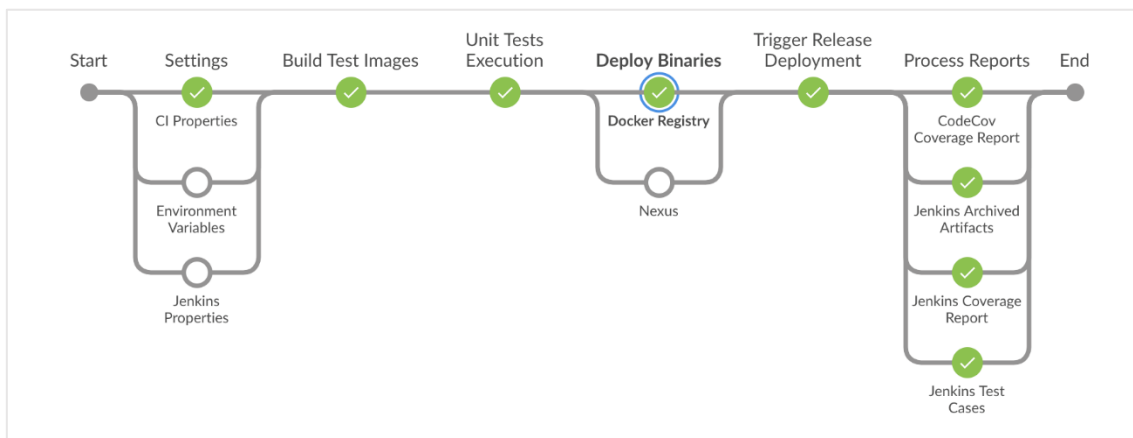 Start
Settings
Build Test Images
Unit Tests
Execution
Deploy Binaries
Trigger Release
Deployment
Process Reports
End
CI Properties
Docker Registry
CodeCov
Coverage Report
Environment
Variables
Nexus
Jenkins Archived
Artifacts
Jenkins
Properties
Jenkins Coverage
Report
Jenkins Test
Cases